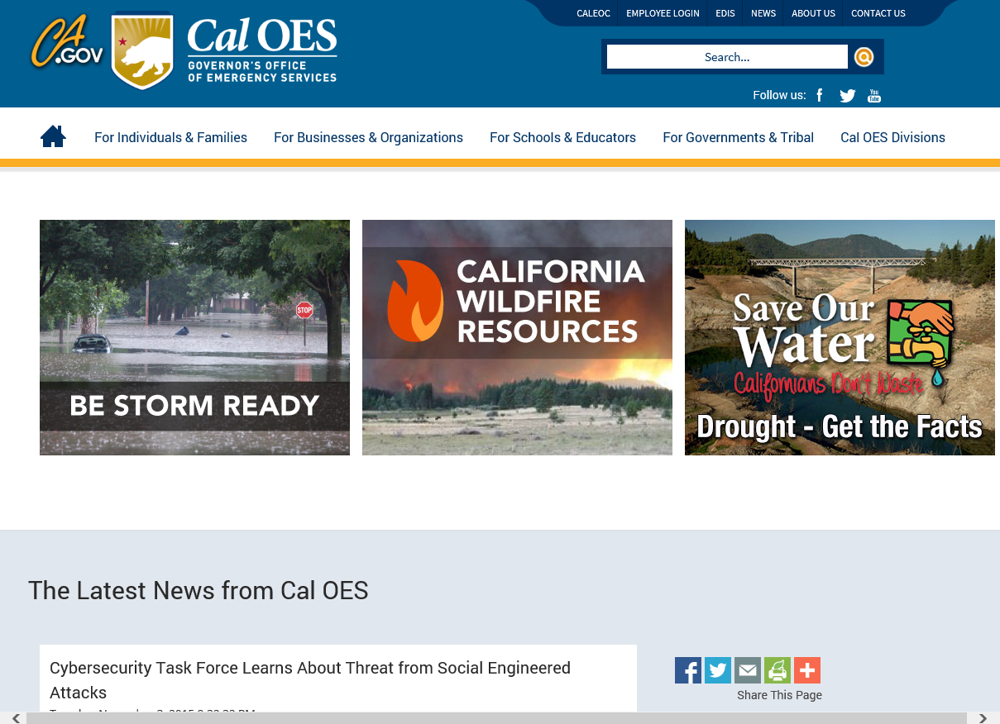 CALEOC EMPLOYEE LOGIN EDIS NEWS ABOUT US CONTACT US
CA.GOV
Cal OES
GOVERNOR'S OFFICE
OF EMERGENCY SERVICES
Search...
Follow us:
You
Tube
For Individuals & Families For Businesses & Organizations For Schools & Educators For Governments & Tribal Cal OES Divisions
STOP
BE STORM READY
CALIFORNIA
WILDFIRE
RESOURCES
Save Our
Water
Californians Don't Waste
Drought - Get the Facts
The Latest News from Cal OES
Cybersecurity Task Force Learns About Threat from Social Engineered
Attacks
Share This Page